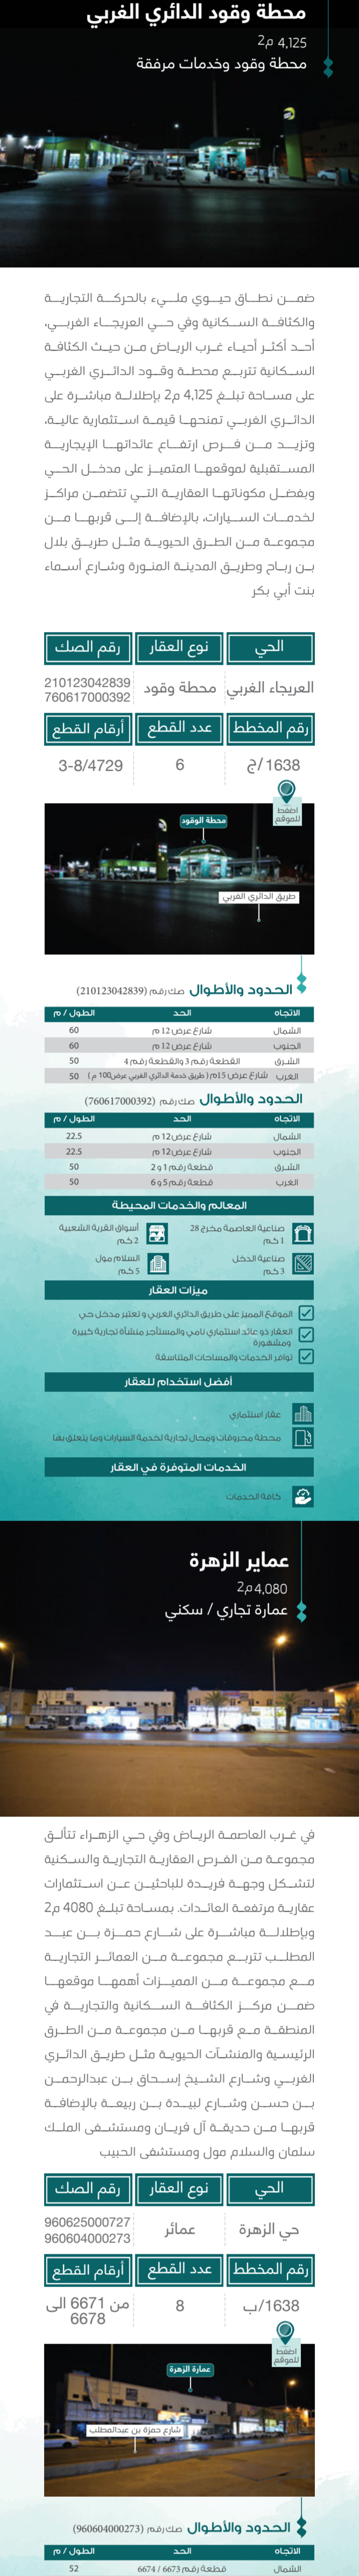 محطة وقود الدائري الغربي
4,125 م2
محطة وقود وخدمات مرفقة
ضمن نطاق حيوي مليء بالحركة التجارية
والكثافة السكانية وفي حي العريجاء الغربي،
أحد أكثر أحياء غرب الرياض من حيث الكثافة
السكانية تتربع محطة وقود الدائري الغربي
على مساحة تبلغ 4,125 م2 بإطلالة مباشرة على
الدائري الغربي تمنحها قيمة استثمارية عالية،
وتزيد من فرص ارتفاع عائداتها الإيجارية
المستقبلية لموقعها المتميز على مدخل الحي
وبفضل مكوناتها العقارية التي تتضمن مراكز
لخدمات السيارات، بالإضافة إلى قربها من
مجموعة من الطرق الحيوية مثل طريق بلال
بن رباح وطريق المدينة المنورة وشارع أسماء
بنت أبي بكر
الحي نوع العقار رقم الصك
العريجاء الغربي محطة وقود 210123042839
760617000392
رقم المخطط عدد القطع أرقام القطع
1638/ج 6 3-8/4729
اضغط
للموقع
محطة الوقود
طريق الدائري الغربي
الحدود والأطوال صك رقم (210123042839)
الاتجاه الحد الطول / م
الشمال شارع عرض 12 م 60
الجنوب شارع عرض 12 م 60
الشرق القطعة رقم 3 والقطعة رقم 4 50
الغرب شارع عرض 15م ( طريق خدمة الدائري الغربي عرض100 م ) 50
الحدود والأطوال صك رقم (760617000392)
الاتجاه الحد الطول / م
الشمال شارع عرض 12 م 22.5
الجنوب شارع عرض 12 م 22.5
الشرق قطعة رقم 1 و 2 50
الغرب قطعة رقم 5 و 6 50
المعالم والخدمات المحيطة
صناعية العاصمة مخرج 28
1 كم
أسواق القرية الشعبية
2 كم
صناعية الدخل
3 كم
السلام مول
5 كم
ميزات العقار
الموقع المميز على طريق الدائري الغربي و تعتبر مدخل حي
العقار ذو عائد استثماري نامي والمستأجر منشأة تجارية كبيرة
ومشهورة
توافر الخدمات والمساحات المتناسقة
أفضل استخدام للعقار
عقار استثماري
محطة محروقات ومحال تجارية لخدمة السيارات وما يتعلق بها
الخدمات المتوفرة في العقار
كافة الخدمات
عماير الزهرة
4,080 م2
عمارة تجاري / سكني
في غرب العاصمة الرياض وفي حي الزهراء تتألق
مجموعة من الفرص العقارية التجارية والسكنية
لتشكل وجهة فريدة للباحثين عن استثمارات
عقارية مرتفعة العائدات. بمساحة تبلغ 4080 م2
وبإطلالة مباشرة على شارع حمزة بن عبد
المطلب تتربع مجموعة من العمائر التجارية
مع مجموعة من المميزات أهمها موقعها
ضمن مركز الكثافة السكانية والتجارية في
المنطقة مع قربها من مجموعة من الطرق
الرئيسية والمنشآت الحيوية مثل طريق الدائري
الغربي وشارع الشيخ إسحاق بن عبدالرحمن
بن حسن وشارع لبيدة بن ربيعة بالإضافة
قربها من حديقة آل فريان ومستشفى الملك
سلمان والسلام مول ومستشفى الحبيب
الحي نوع العقار رقم الصك
حي الزهرة عمائر 960625000727
960604000273
رقم المخطط عدد القطع أرقام القطع
1638/ب 8 من 6671 الى
6678
اضغط
للموقع
عمارة الزهرة
شارع حمزة بن عبدالمطلب
الحدود والأطوال صك رقم (960604000273)
الاتجاه الحد الطول / م
الشمال قطعة رقم 6673 / 6674 52